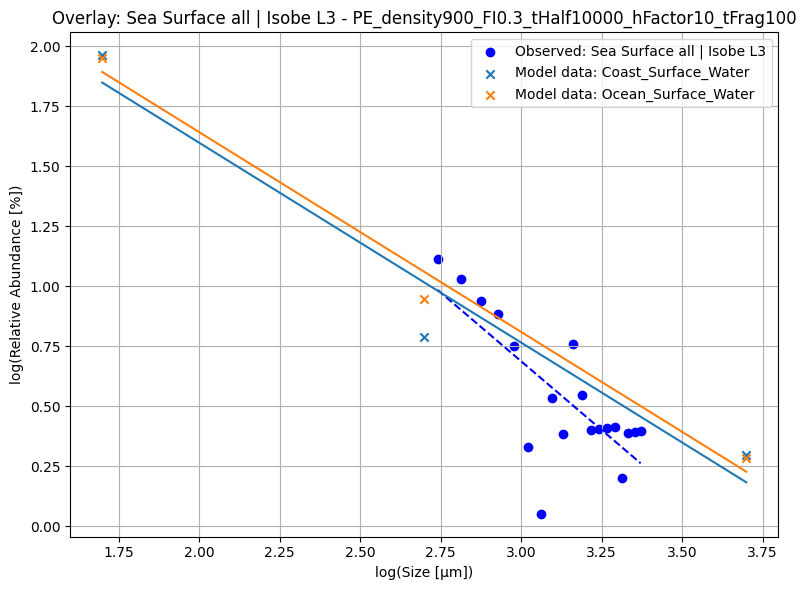 Overlay: Sea Surface all | Isobe L3 - PE_density900_FI0.3_tHalf10000_hFactor10_tFrag100
Observed: Sea Surface all | Isobe L3
Model data: Coast_Surface_Water
Model data: Ocean_Surface_Water
log(Relative Abundance [%])
2.00
1.75
1.50
1.25
1.00
0.75
0.50
0.25
0.00
1.75 2.00 2.25 2.50 2.75 3.00 3.25 3.50 3.75
log(Size [μm])